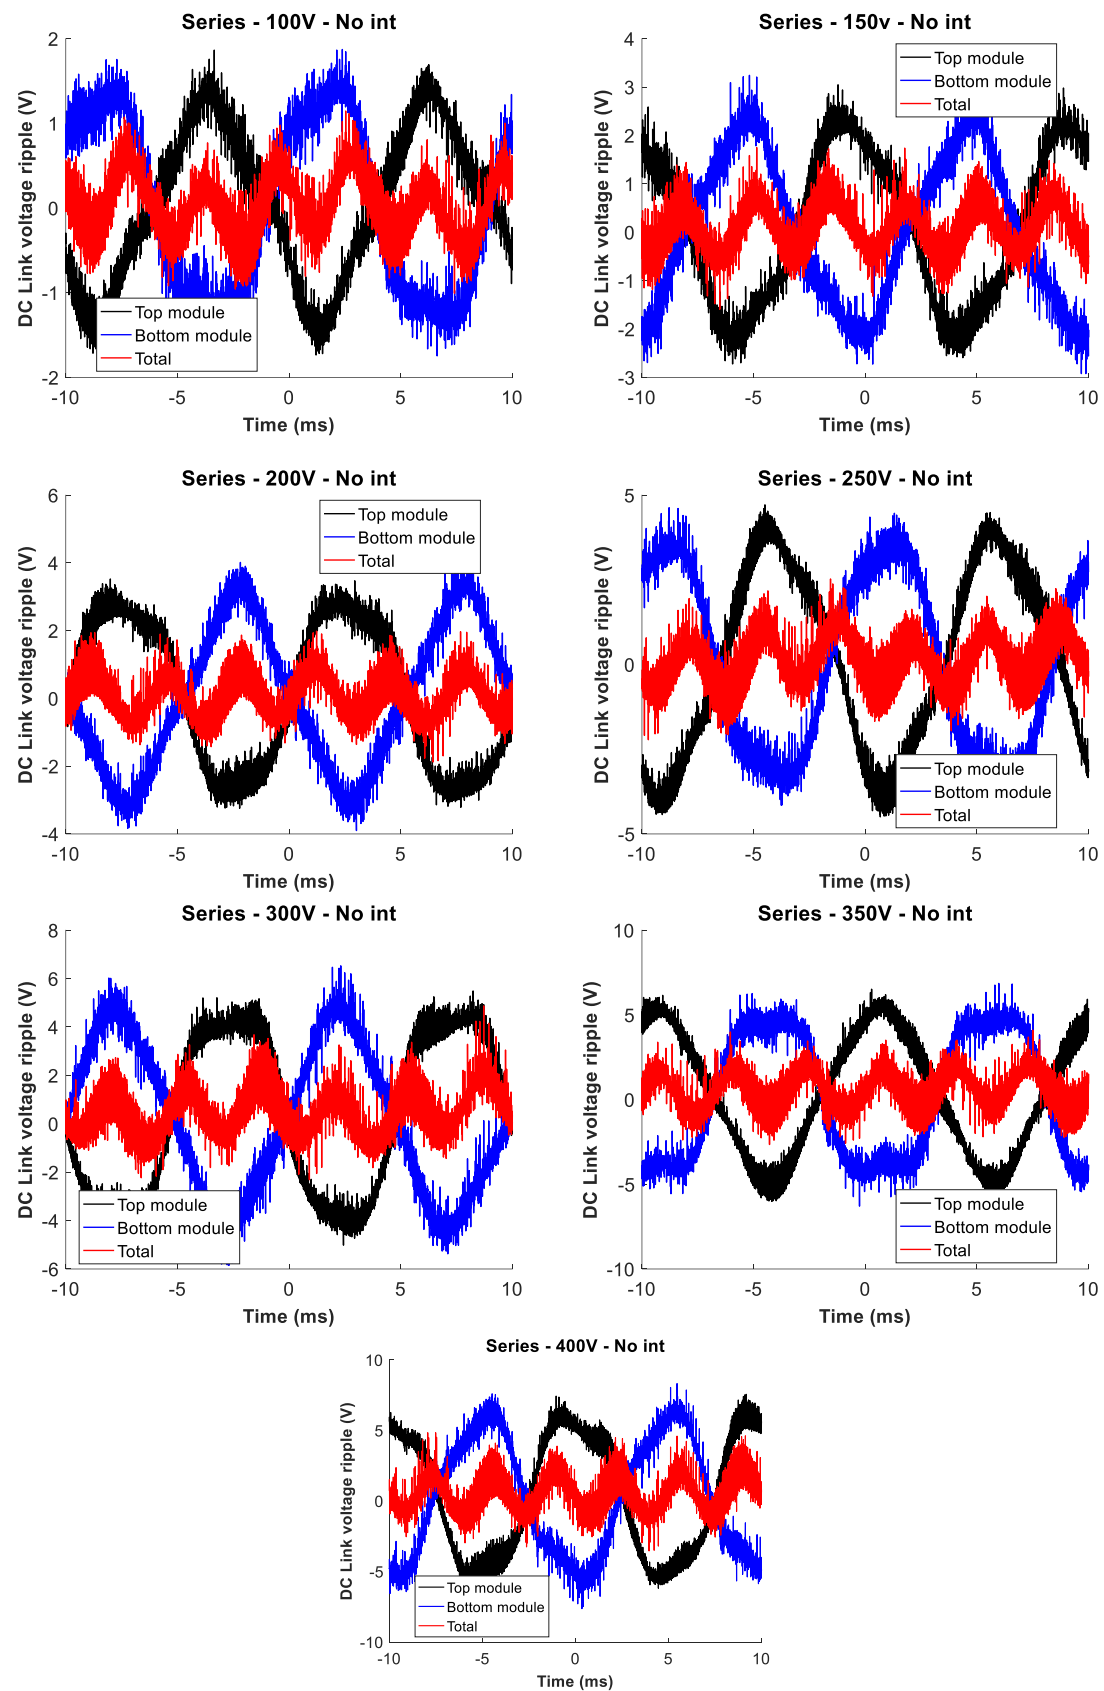 Series - 100V - No int
2
1
0
-1
-2
DC Link voltage ripple (V)
Top module
Bottom module
Total
-10 -5 0 5 10
Time (ms)
Series - 150v - No int
4
3
2
1
0
-1
-2
-3
DC Link voltage ripple (V)
Top module
Bottom module
Total
-10 -5 0 5 10
Time (ms)
Series - 200V - No int
6
4
2
0
-2
-4
DC Link voltage ripple (V)
Top module
Bottom module
Total
-10 -5 0 5 10
Time (ms)
Series - 250V - No int
5
0
-5
DC Link voltage ripple (V)
Top module
Bottom module
Total
-10 -5 0 5 10
Time (ms)
Series - 300V - No int
8
6
4
2
0
-2
-4
-6
DC Link voltage ripple (V)
Top module
Bottom module
Total
-10 -5 0 5 10
Time (ms)
Series - 350V - No int
10
5
0
-5
-10
DC Link voltage ripple (V)
Top module
Bottom module
Total
-10 -5 0 5 10
Time (ms)
Series - 400V - No int
10
5
0
-5
-10
DC Link voltage ripple (V)
Top module
Bottom module
Total
-10 -5 0 5 10
Time (ms)